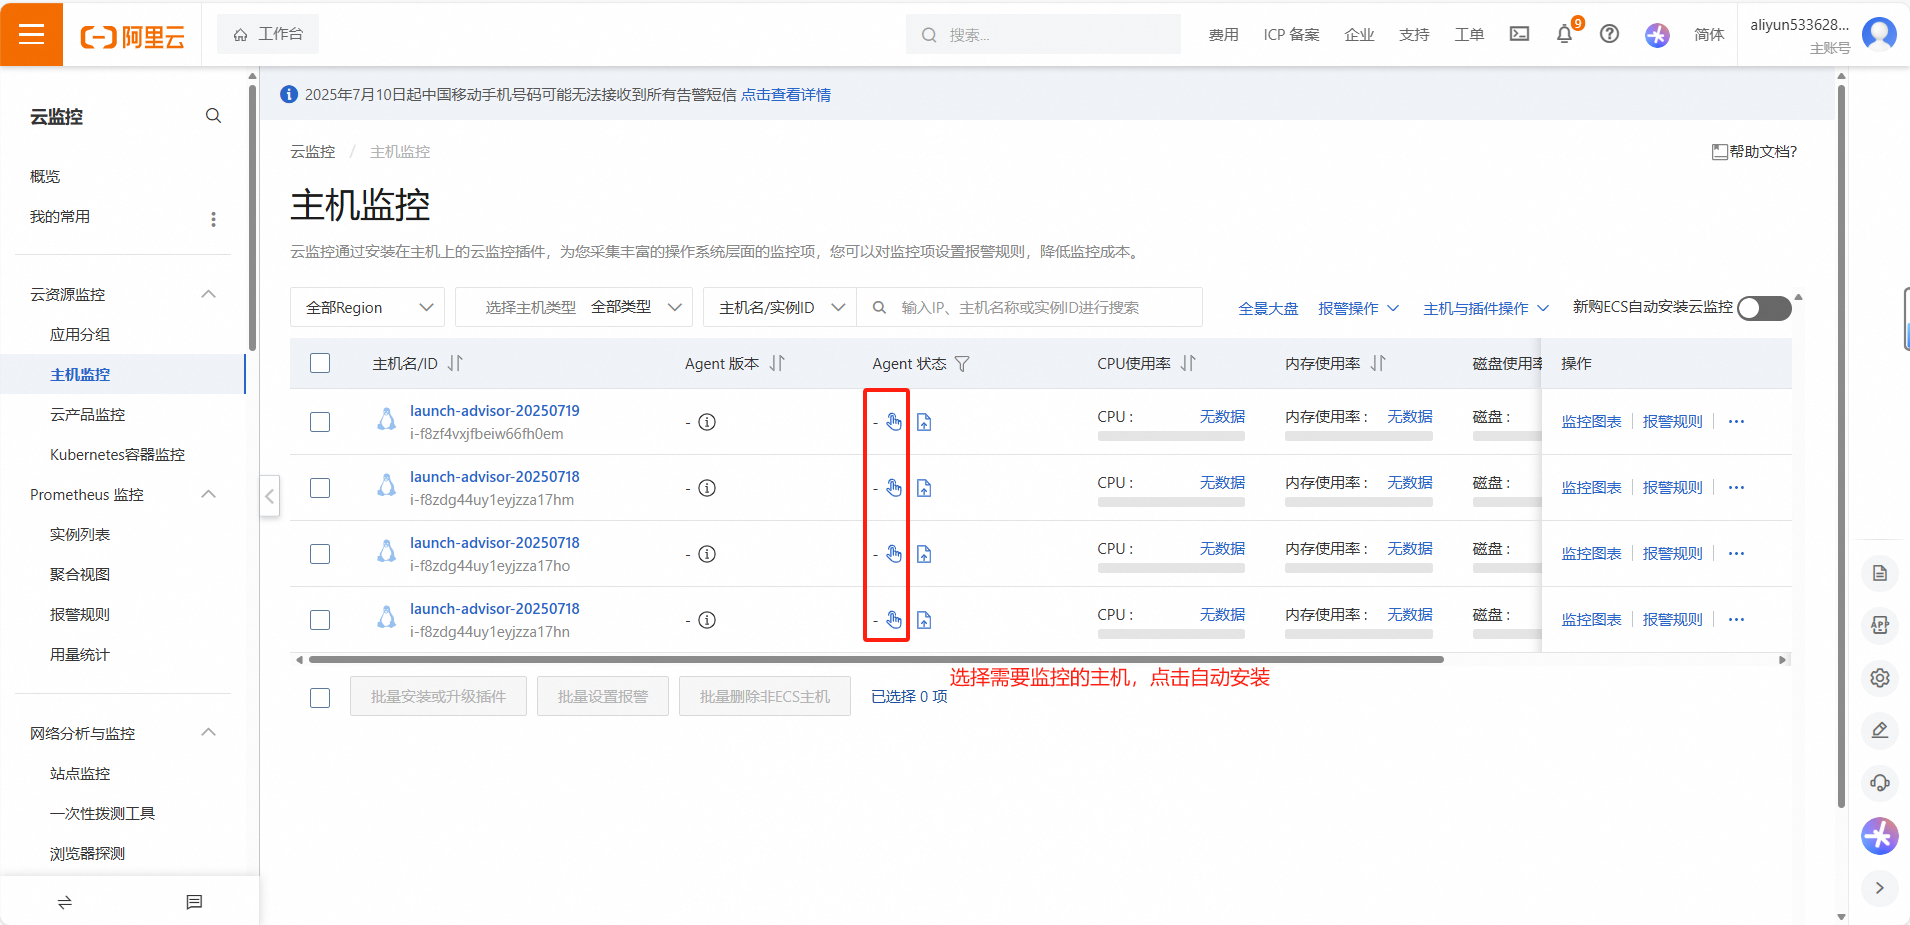 阿里云
工作台
搜索...
费用
ICP 备案
企业
支持
工单
9
简体
aliyun533628...
主账号
云监控
概览
我的常用
云资源监控
应用分组
主机监控
云产品监控
Kubernetes容器监控
Prometheus 监控
实例列表
聚合视图
报警规则
用量统计
网络分析与监控
站点监控
一次性拨测工具
浏览器探测
2025年7月10日起中国移动手机号码可能无法接收到所有告警短信 点击查看详情
云监控 / 主机监控
帮助文档?
主机监控
云监控通过安装在主机上的云监控插件，为您采集丰富的操作系统层面的监控项，您可以对监控项设置报警规则，降低监控成本。
全部Region
选择主机类型 全部类型
主机名/实例ID
输入IP、主机名称或实例ID进行搜索
全景大盘
报警操作
主机与插件操作
新购ECS自动安装云监控
主机名/ID
Agent 版本
Agent 状态
CPU使用率
内存使用率
磁盘使用率
操作
launch-advisor-20250719
i-f8zf4vxjfbeiw66fh0em
-
-
CPU :
无数据
内存使用率 :
无数据
磁盘 :
监控图表
报警规则
launch-advisor-20250718
i-f8zdg44uy1eyjzza17hm
-
-
CPU :
无数据
内存使用率 :
无数据
磁盘 :
监控图表
报警规则
launch-advisor-20250718
i-f8zdg44uy1eyjzza17ho
-
-
CPU :
无数据
内存使用率 :
无数据
磁盘 :
监控图表
报警规则
launch-advisor-20250718
i-f8zdg44uy1eyjzza17hn
-
-
CPU :
无数据
内存使用率 :
无数据
磁盘 :
监控图表
报警规则
选择需要监控的主机，点击自动安装
批量安装或升级插件
批量设置报警
批量删除非ECS主机
已选择 0 项
APP